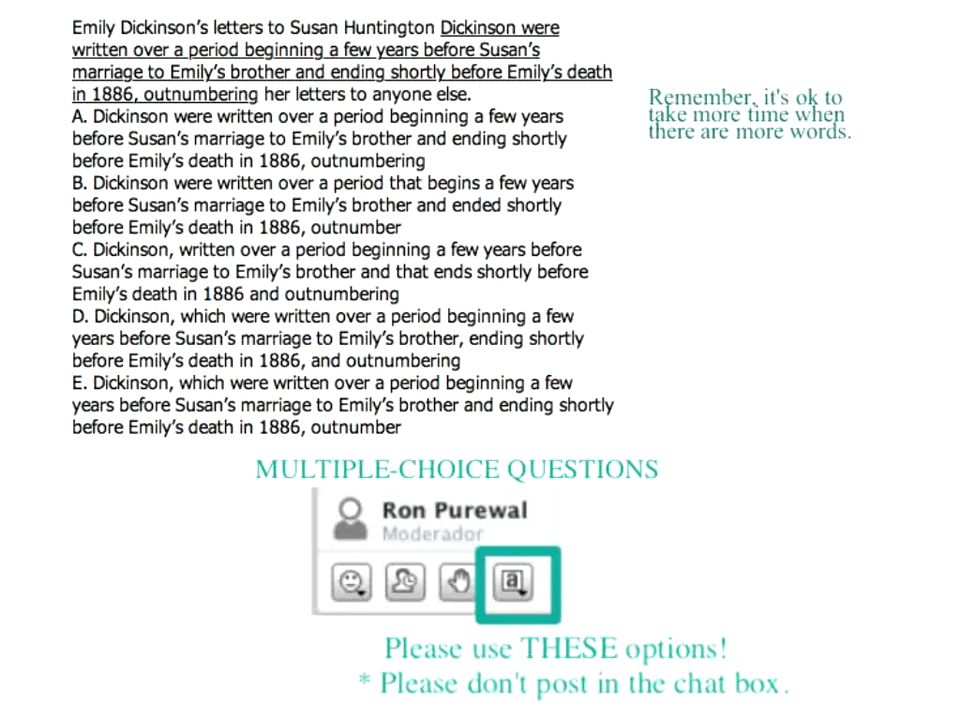 Emily Dickinson's letters to Susan Huntington Dickinson were
written over a period beginning a few years before Susan's
marriage to Emily's brother and ending shortly before Emily's death
in 1886, outnumbering her letters to anyone else.
A. Dickinson were written over a period beginning a few years
before Susan's marriage to Emily's brother and ending shortly
before Emily's death in 1886, outnumbering
B. Dickinson were written over a period that begins a few years
before Susan's marriage to Emily's brother and ended shortly
before Emily's death in 1886, outnumber
C. Dickinson, written over a period beginning a few years before
Susan's marriage to Emily's brother and that ends shortly before
Emily's death in 1886 and outnumbering
D. Dickinson, which were written over a period beginning a few
years before Susan's marriage to Emily's brother, ending shortly
before Emily's death in 1886, and outnumbering
E. Dickinson, which were written over a period beginning a few
years before Susan's marriage to Emily's brother and ending shortly
before Emily's death in 1886, outnumber
Remember, it's ok to
take more time when
there are more words.
MULTIPLE-CHOICE QUESTIONS
Ron Purewal
Moderador
a
Please use THESE options!
* Please don't post in the chat box.